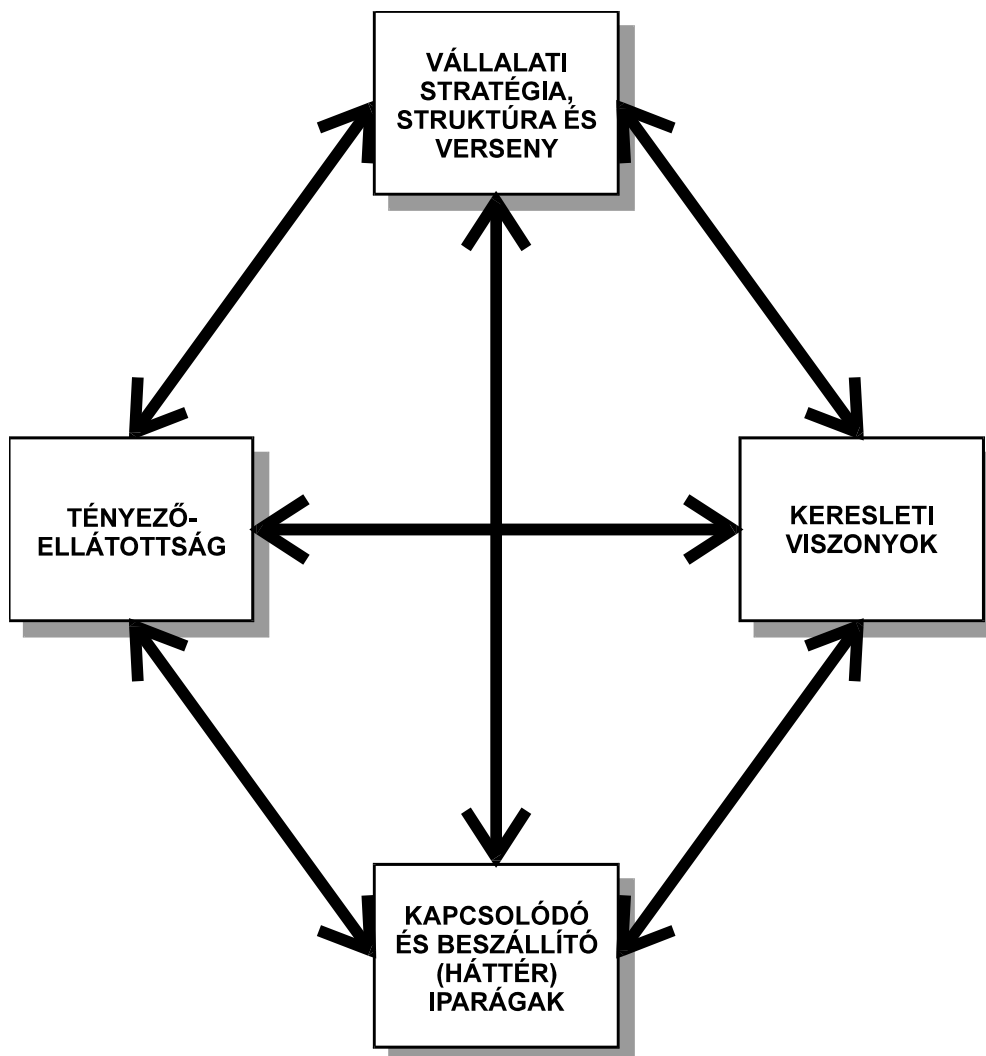 VÁLLALATI
STRATÉGIA,
STRUKTÚRA ÉS
VERSENY
TÉNYEZŐ-
ELLÁTOTTSÁG
KERESLETI
VISZONYOK
KAPCSOLÓDÓ
ÉS BESZÁLLÍTÓ
(HÁTTÉR)
IPARÁGAK